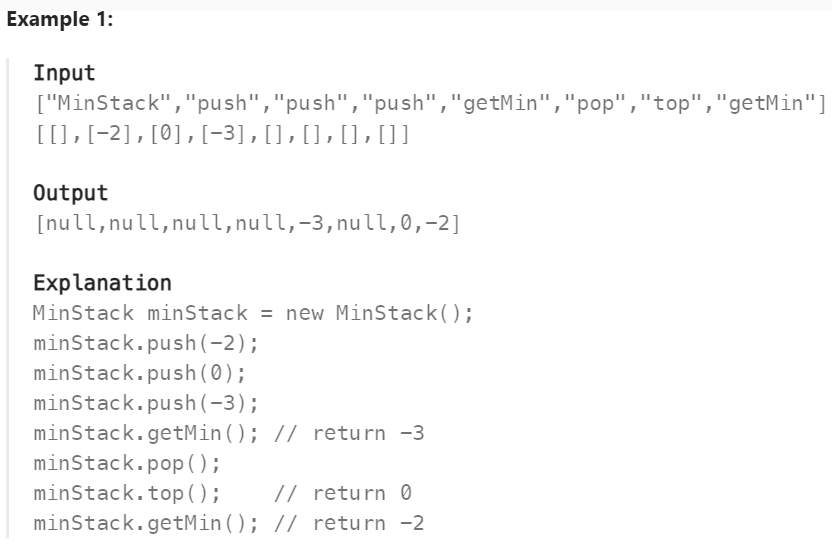 Example 1:
Input
["MinStack","push","push","push","getMin","pop","top","getMin"]
[[],[−2],[0],[−3],[],[],[],[]]
Output
[null,null,null,null,−3,null,0,−2]
Explanation
MinStack minStack = new MinStack();
minStack.push(−2);
minStack.push(0);
minStack.push(−3);
minStack.getMin(); // return −3
minStack.pop();
minStack.top();    // return 0
minStack.getMin(); // return −2